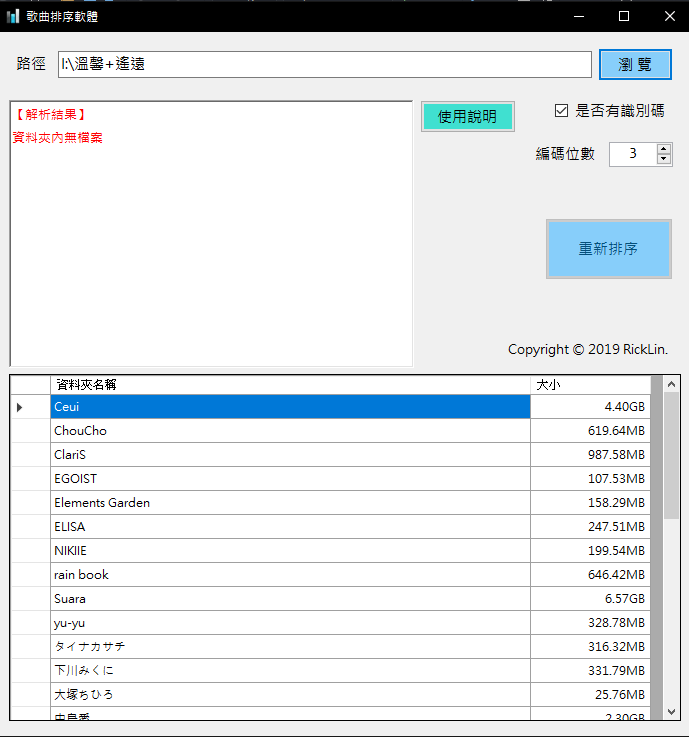 歌曲排序軟體
路徑 I:\溫馨+遙遠 瀏 覽
【解析結果】
資料夾內無檔案
使用說明
是否有識別碼
編碼位數 3
重新排序
Copyright © 2019 RickLin.
資料夾名稱 大小
Ceui 4.40GB
ChouCho 619.64MB
ClariS 987.58MB
EGOIST 107.53MB
Elements Garden 158.29MB
ELISA 247.51MB
NIKIIE 199.54MB
rain book 646.42MB
Suara 6.57GB
yu-yu 328.78MB
タイナカサチ 316.32MB
下川みくに 331.79MB
大塚ちひろ 25.76MB
中島愛 2.30GB